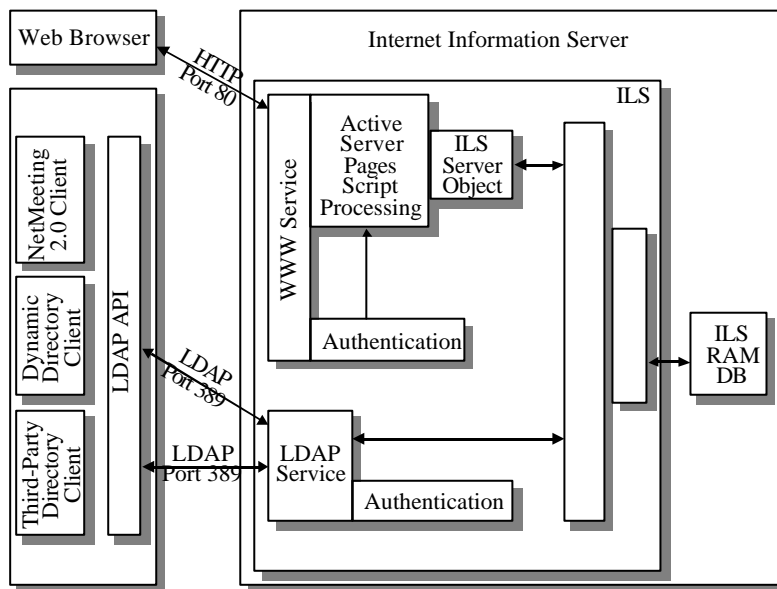 Web Browser
Internet Information Server
HTTP
Port 80
ILS
Active
Server
Pages
Script
Processing
ILS
Server
Object
WWW Service
Authentication
NetMeeting
2.0 Client
Dynamic
Directory
Client
Third-Party
Directory
Client
LDAP API
LDAP
Port 389
LDAP
Port 389
LDAP
Service
Authentication
ILS
RAM
DB